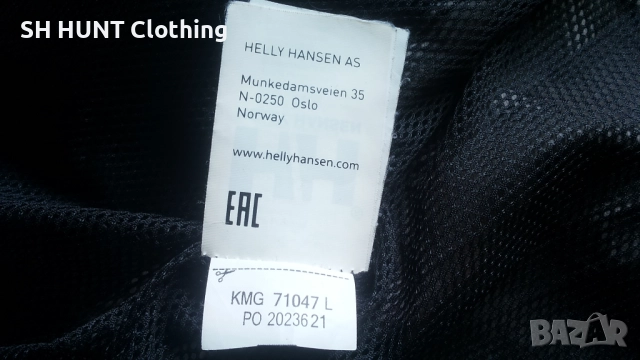 SH HUNT Clothing
HELLY HANSEN AS
Munkedamsveien 35
N-0250 Oslo
Norway
www.hellyhansen.com
EAC
KMG 71047 L
PO 2023621
BAZAR